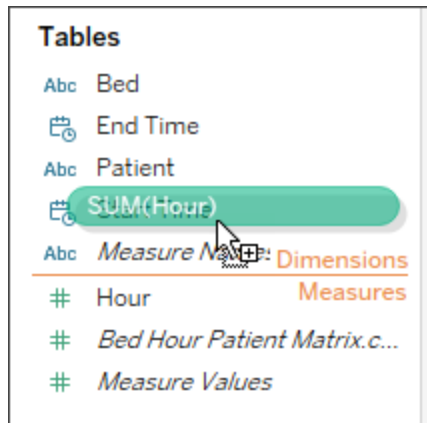 Tables
Abc Bed
End Time
Abc Patient
SUM(Hour)
Abc Measure
Dimensions
Measures
# Hour
# Bed Hour Patient Matrix.c...
# Measure Values